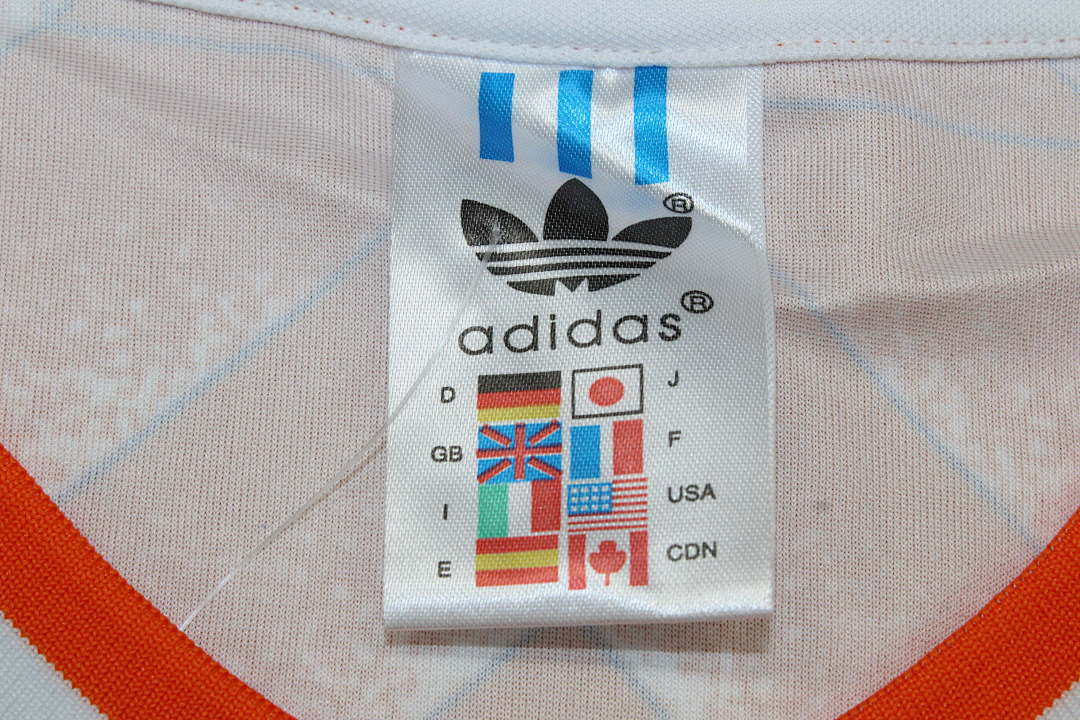 ®
adidas®
D J
GB F
I USA
E CDN